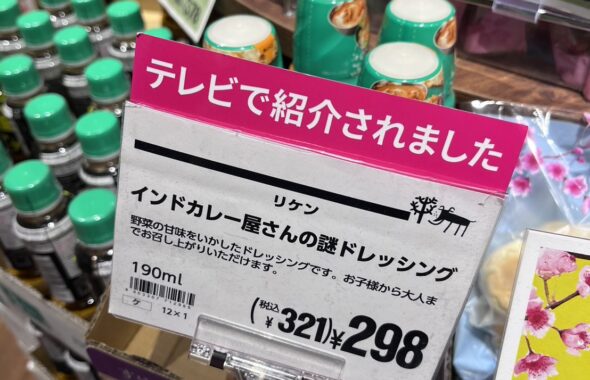 テレビで紹介されました
リケン
インドカレー屋さんの謎ドレッシング
野菜の甘味をいかしたドレッシングです。お子様から大人ま
でお召し上がりいただけます。
190ml
ケ 12×1
(税込¥321)¥298